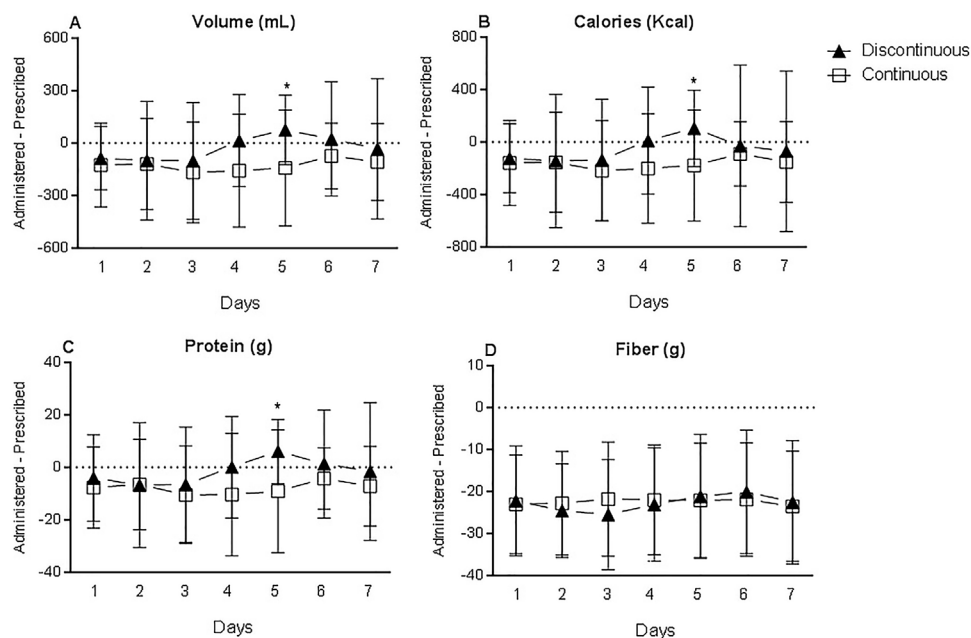 A Volume (mL)
Administered - Prescribed
600
300
0
-300
-600
*
1 2 3 4 5 6 7
Days
B Calories (Kcal)
Administered - Prescribed
800
400
0
-400
-800
*
1 2 3 4 5 6 7
Days
Discontinuous
Continuous
C Protein (g)
Administered - Prescribed
40
20
0
-20
-40
*
1 2 3 4 5 6 7
Days
D Fiber (g)
Administered - Prescribed
10
0
-10
-20
-30
-40
1 2 3 4 5 6 7
Days